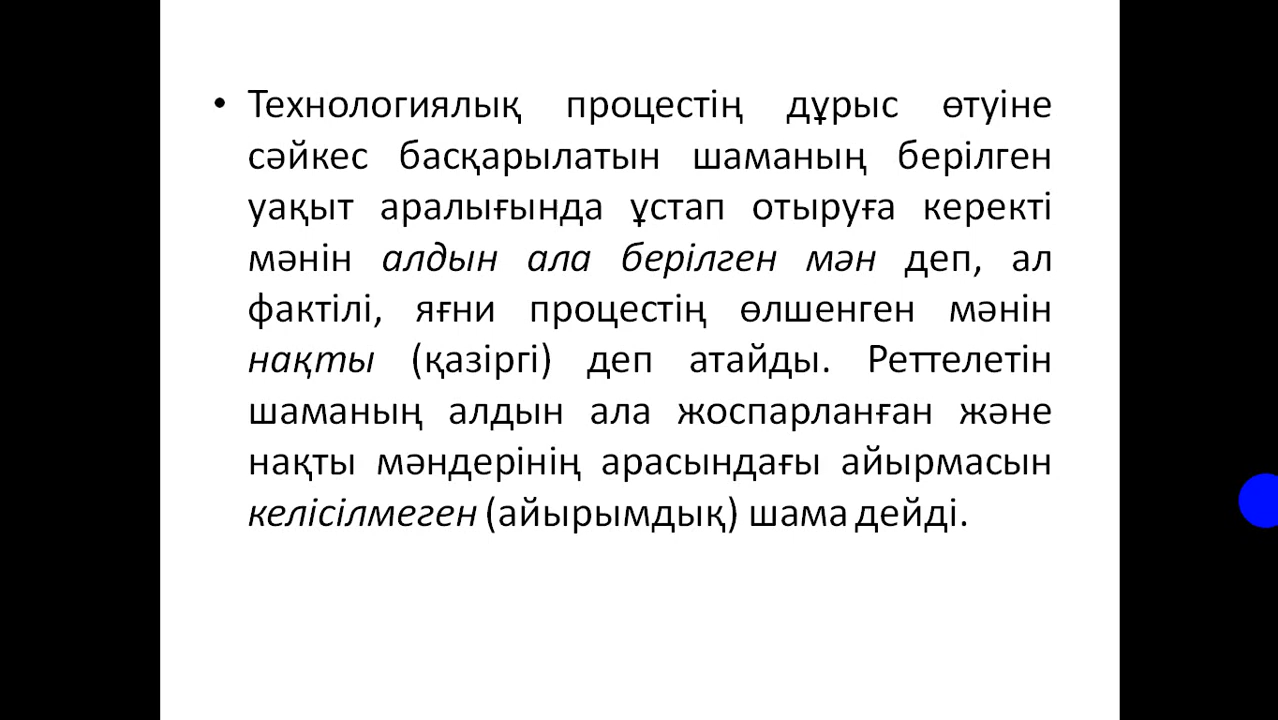 • Технологиялық процестің дұрыс өтуіне
сәйкес басқарылатын шаманың берілген
уақыт аралығында ұстап отыруға керекті
мәнін алдын ала берілген мән деп, ал
фактілі, яғни процестің өлшенген мәнін
нақты (қазіргі) деп атайды. Реттелетін
шаманың алдын ала жоспарланған және
нақты мәндерінің арасындағы айырмасын
келісілмеген (айырымдық) шама дейді.